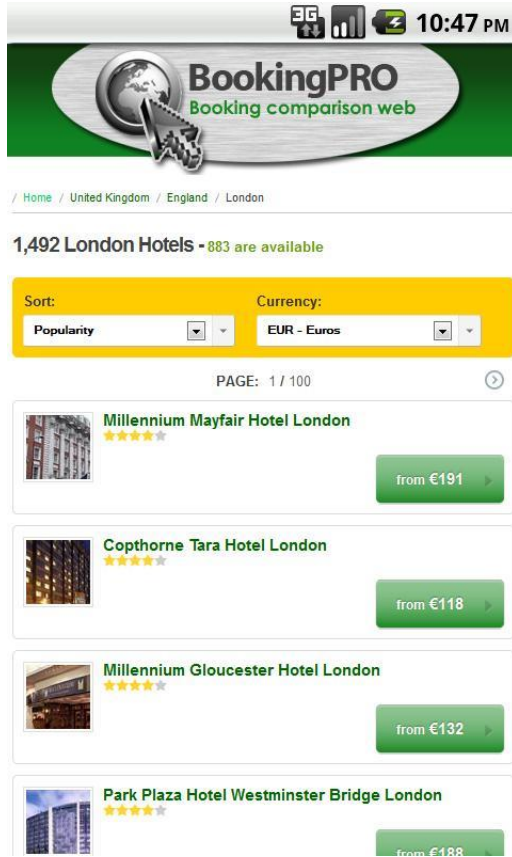 3G 10:47 PM
BookingPRO
Booking comparison web
/ Home / United Kingdom / England / London
1,492 London Hotels - 883 are available
Sort: Currency:
Popularity EUR - Euros
PAGE: 1 / 100
Millennium Mayfair Hotel London
from €191
Copthorne Tara Hotel London
from €118
Millennium Gloucester Hotel London
from €132
Park Plaza Hotel Westminster Bridge London
from €188